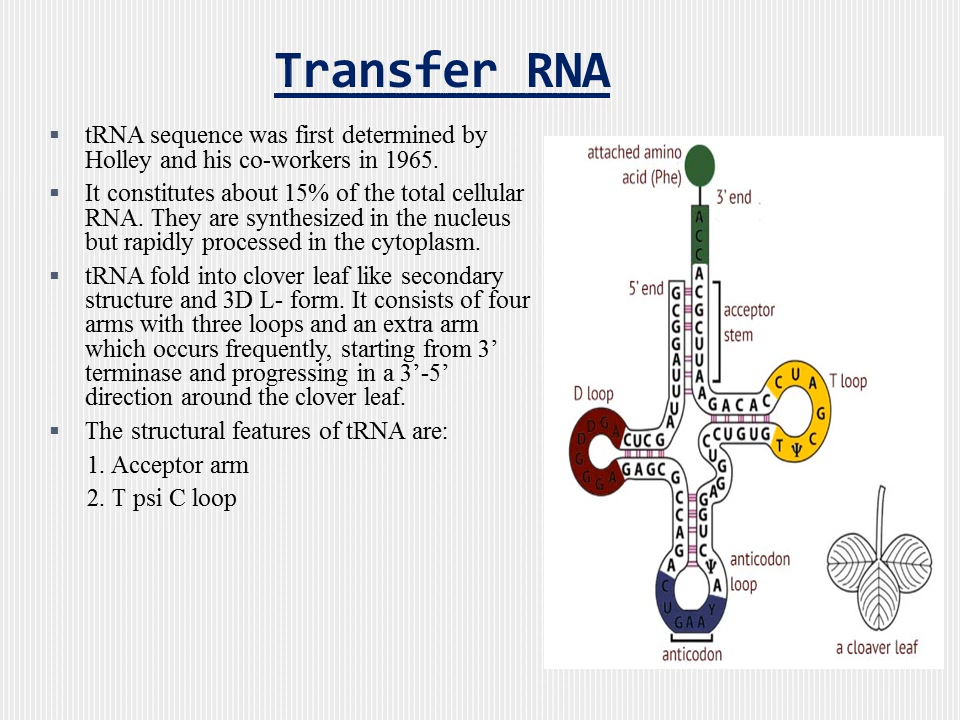 Transfer RNA
▪ tRNA sequence was first determined by
Holley and his co-workers in 1965.
▪ It constitutes about 15% of the total cellular
RNA. They are synthesized in the nucleus
but rapidly processed in the cytoplasm.
▪ tRNA fold into clover leaf like secondary
structure and 3D L- form. It consists of four
arms with three loops and an extra arm
which occurs frequently, starting from 3’
terminase and progressing in a 3’-5’
direction around the clover leaf.
▪ The structural features of tRNA are:
1. Acceptor arm
2. T psi C loop
attached amino
acid (Phe)
3' end
A C C
5' end
A C G C U U A A
G C G G A U U U A
acceptor
stem
T loop
C U A G C Ψ T
G A C A C
C U G U G
D loop
D D G A
G G G A
C U C G
G A G C
C U G G A G
G C C A G A
G U C Ψ A
C U G A A Y
anticodon
loop
anticodon
a cloaver leaf